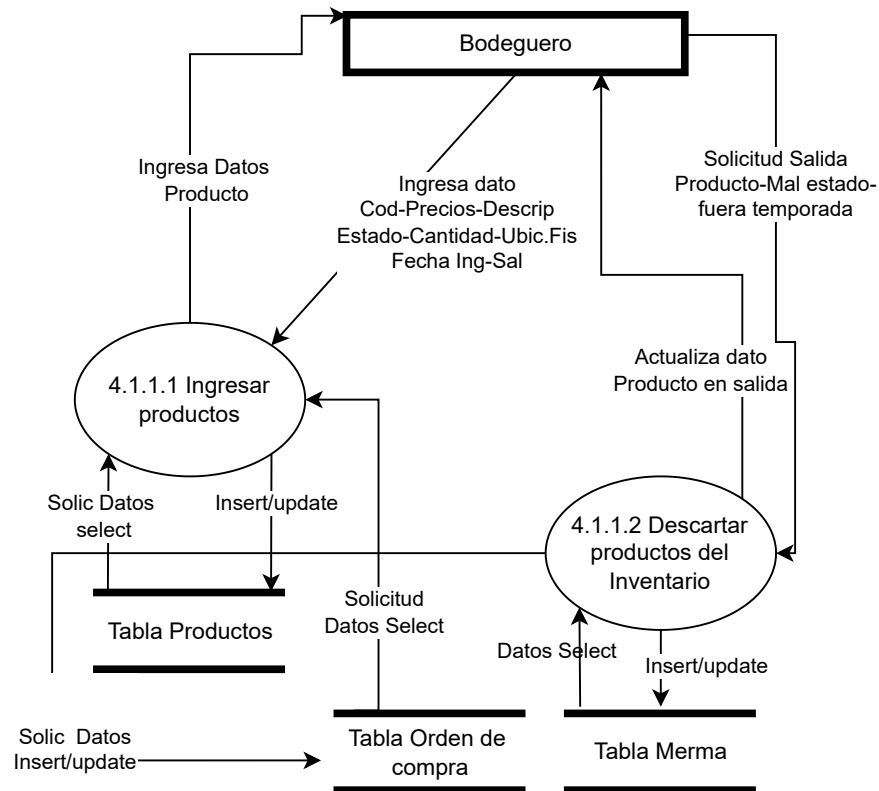 Bodeguero
Ingresa Datos
Producto
Ingresa dato
Cod-Precios-Descrip
Estado-Cantidad-Ubic.Fis
Fecha Ing-Sal
Solicitud Salida
Producto-Mal estado-
fuera temporada
Actualiza dato
Producto en salida
4.1.1.1 Ingresar
productos
Solic Datos
select
Insert/update
4.1.1.2 Descartar
productos del
Inventario
Tabla Productos
Solicitud
Datos Select
Datos Select
Insert/update
Solic  Datos
Insert/update
Tabla Orden de
compra
Tabla Merma